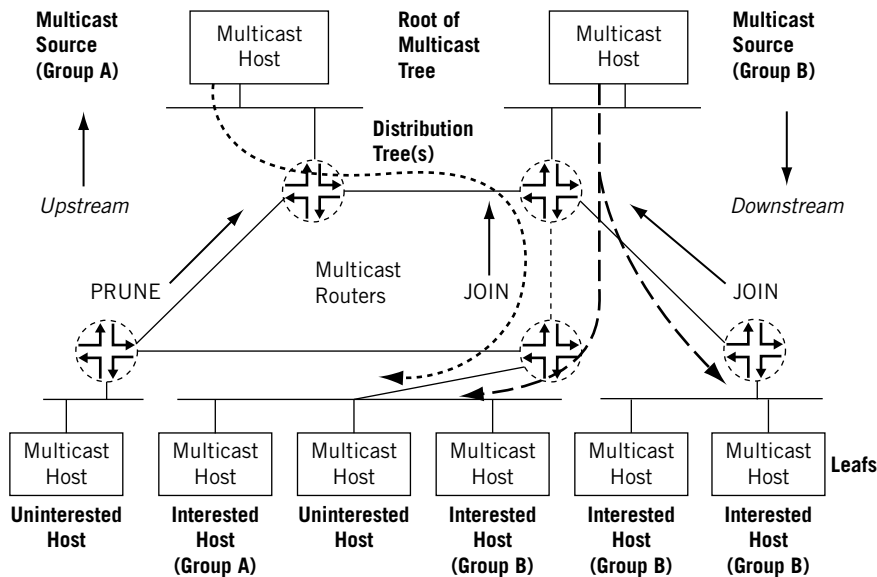 Multicast
Source
(Group A)
Multicast
Host
Root of
Multicast
Tree
Multicast
Host
Multicast
Source
(Group B)
Distribution
Tree(s)
Upstream
Downstream
PRUNE
Multicast
Routers
JOIN
JOIN
Multicast
Host
Multicast
Host
Multicast
Host
Multicast
Host
Multicast
Host
Multicast
Host
Leafs
Uninterested
Host
Interested
Host
(Group A)
Uninterested
Host
Interested
Host
(Group B)
Interested
Host
(Group B)
Interested
Host
(Group B)